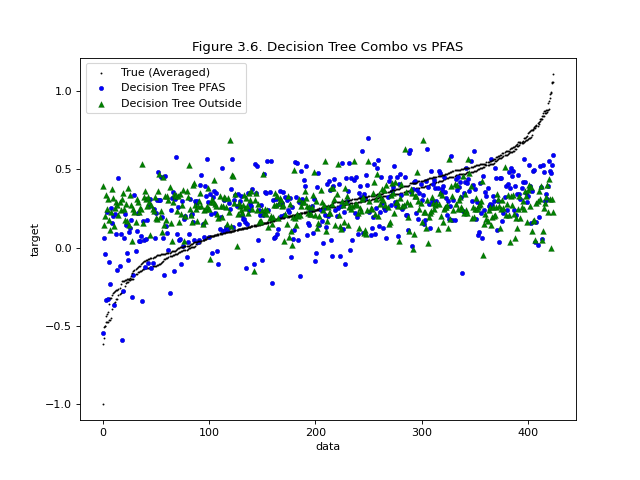 Figure 3.6. Decision Tree Combo vs PFAS
True (Averaged)
Decision Tree PFAS
Decision Tree Outside
1.0
0.5
0.0
−0.5
−1.0
target
0 100 200 300 400
data